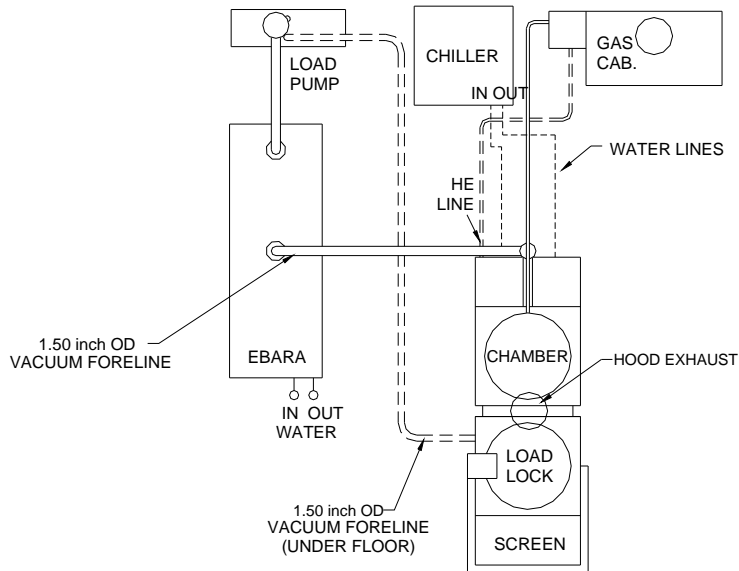 LOAD
PUMP
CHILLER
IN OUT
GAS
CAB.
WATER LINES
HE
LINE
1.50 inch OD
VACUUM FORELINE
EBARA
IN OUT
WATER
CHAMBER
HOOD EXHAUST
LOAD
LOCK
1.50 inch OD
VACUUM FORELINE
(UNDER FLOOR)
SCREEN